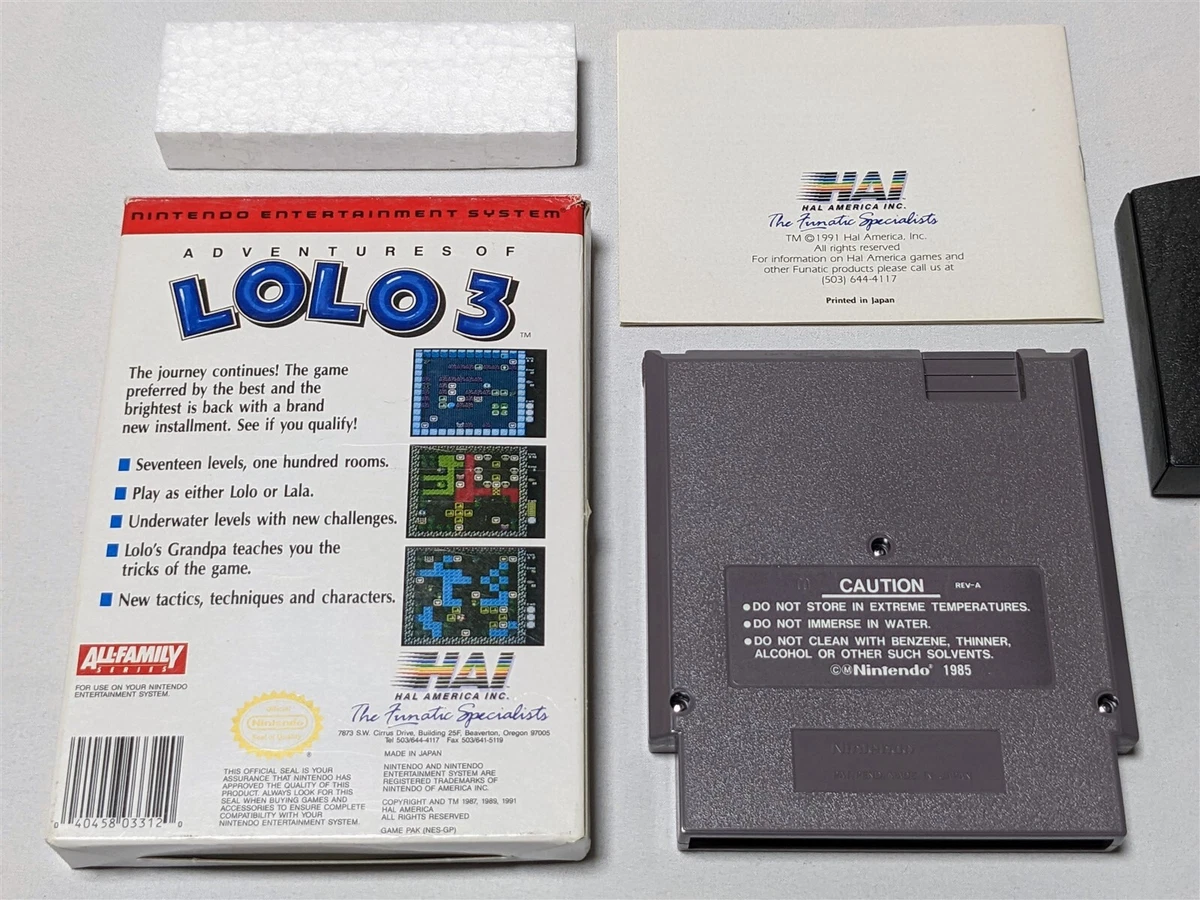 NINTENDO ENTERTAINMENT SYSTEM®
ADVENTURES OF
LOLO 3 ™
The journey continues! The game
preferred by the best and the
brightest is back with a brand
new installment. See if you qualify!
Seventeen levels, one hundred rooms.
Play as either Lolo or Lala.
Underwater levels with new challenges.
Lolo's Grandpa teaches you the
tricks of the game.
New tactics, techniques and characters.
ALL-FAMILY
SERIES
FOR USE ON YOUR NINTENDO
ENTERTAINMENT SYSTEM.
Nintendo
Seal of Quality
0 40458 03312 0
THIS OFFICIAL SEAL IS YOUR
ASSURANCE THAT NINTENDO HAS
APPROVED THE QUALITY OF THIS
PRODUCT. ALWAYS LOOK FOR THIS
SEAL WHEN BUYING GAMES AND
ACCESSORIES TO ENSURE COMPLETE
COMPATIBILITY WITH YOUR
NINTENDO ENTERTAINMENT SYSTEM.
HAL
HAL AMERICA INC.
The Funatic Specialists
7873 S.W. Cirrus Drive, Building 25F, Beaverton, Oregon 97005
Tel 503/644-4117 Fax 503/641-5119
MADE IN JAPAN
NINTENDO AND NINTENDO
ENTERTAINMENT SYSTEM ARE
REGISTERED TRADEMARKS OF
NINTENDO OF AMERICA INC.
COPYRIGHT AND TM 1987, 1989, 1991
HAL AMERICA
ALL RIGHTS RESERVED
GAME PAK (NES-GP)
HAL
HAL AMERICA INC.
The Funatic Specialists
TM ©1991 Hal America, Inc.
All rights reserved
For information on Hal America games and
other Funatic products please call us at
(503) 644-4117
Printed in Japan
CAUTION REV-A
●DO NOT STORE IN EXTREME TEMPERATURES.
●DO NOT IMMERSE IN WATER.
●DO NOT CLEAN WITH BENZENE, THINNER,
ALCOHOL OR OTHER SUCH SOLVENTS.
©Ⓜ Nintendo® 1985
Nintendo